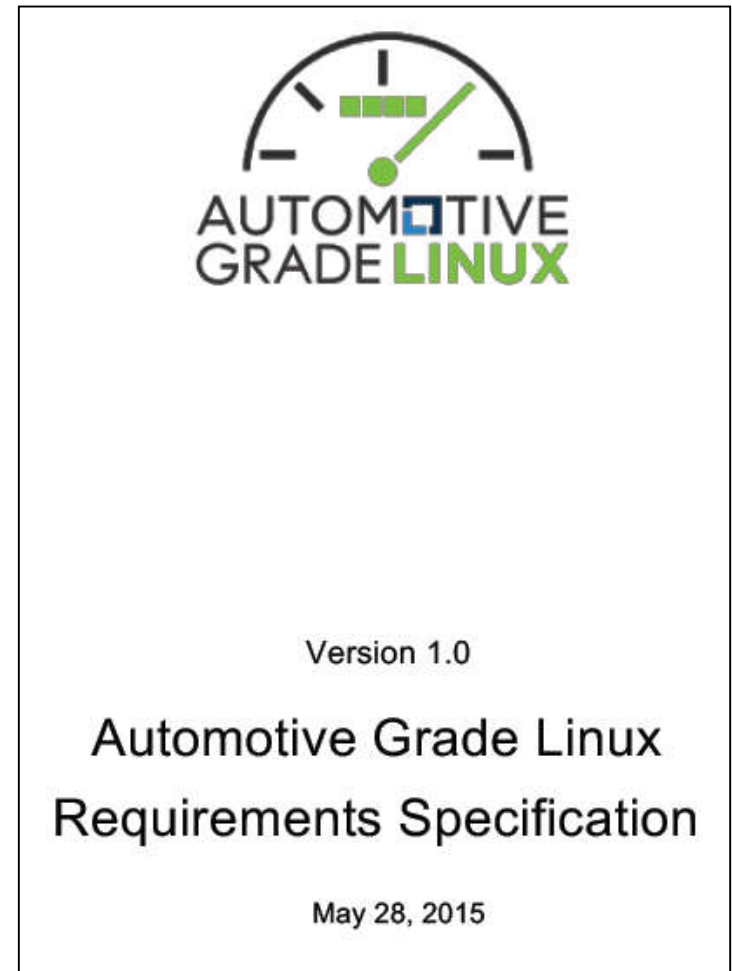 AUTOMOTIVE
GRADE LINUX
Version 1.0
Automotive Grade Linux
Requirements Specification
May 28, 2015